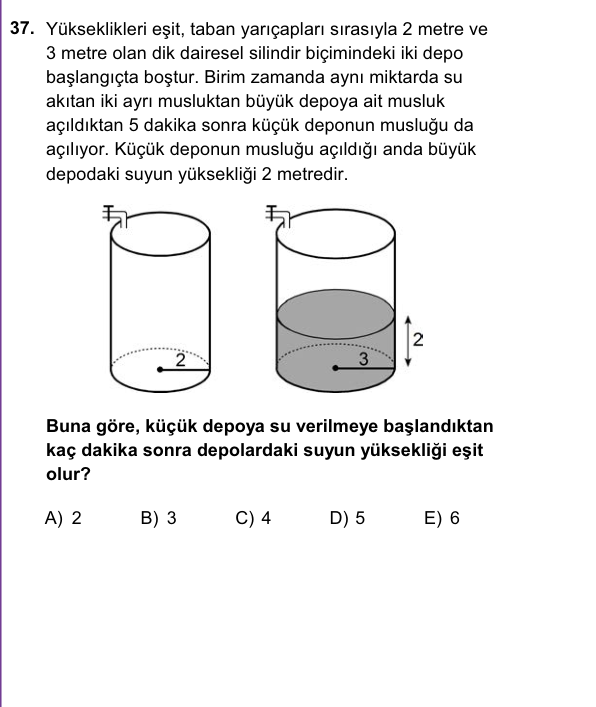 37. Yükseklikleri eşit, taban yarıçapları sırasıyla 2 metre ve
3 metre olan dik dairesel silindir biçimindeki iki depo
başlangıçta boştur. Birim zamanda aynı miktarda su
akıtan iki ayrı musluktan büyük depoya ait musluk
açıldıktan 5 dakika sonra küçük deponun musluğu da
açılıyor. Küçük deponun musluğu açıldığı anda büyük
depodaki suyun yüksekliği 2 metredir.
2
3
2
Buna göre, küçük depoya su verilmeye başlandıktan
kaç dakika sonra depolardaki suyun yüksekliği eşit
olur?
A) 2 B) 3 C) 4 D) 5 E) 6